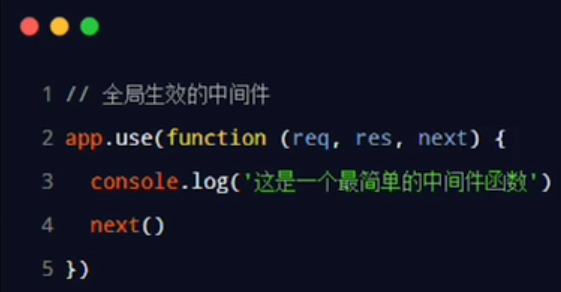 1 // 全局生效的中间件
2 app.use(function (req, res, next) {
3   console.log('这是一个最简单的中间件函数')
4   next()
5 })